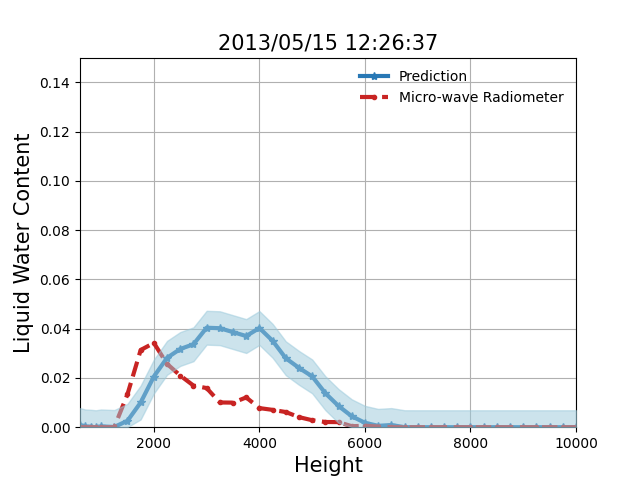 2013/05/15 12:26:37
Prediction
Micro-wave Radiometer
Liquid Water Content
0.14
0.12
0.10
0.08
0.06
0.04
0.02
0.00
2000 4000 6000 8000 10000
Height